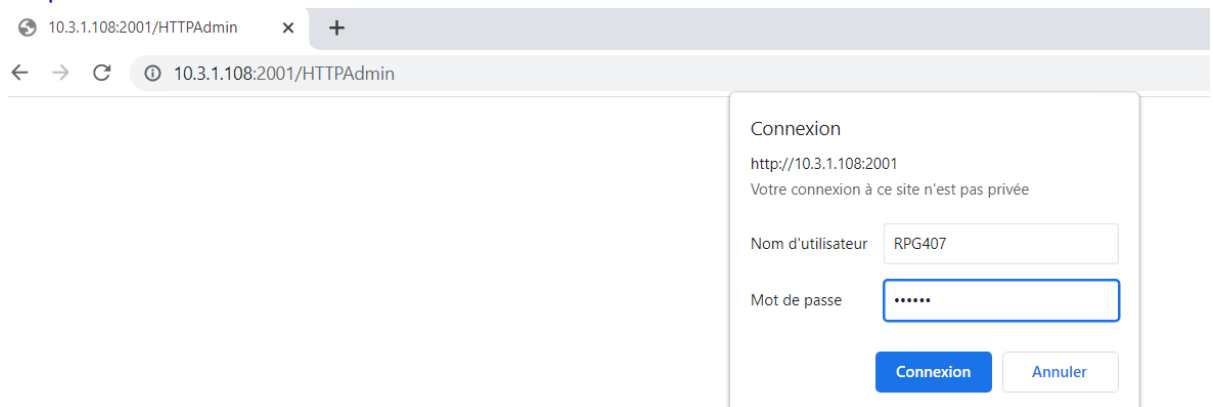 10.3.1.108:2001/HTTPAdmin
10.3.1.108:2001/HTTPAdmin
Connexion
http://10.3.1.108:2001
Votre connexion à ce site n'est pas privée
Nom d'utilisateur RPG407
Mot de passe ••••••
Connexion Annuler